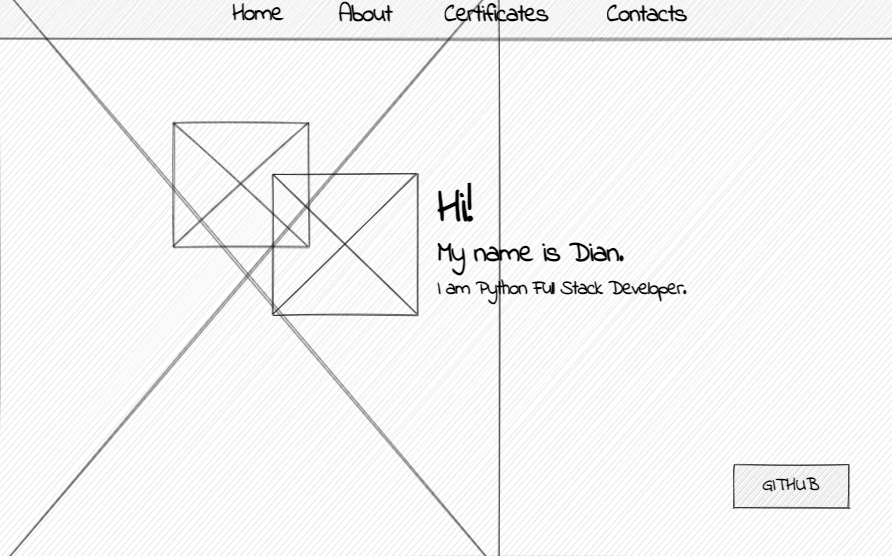 Home About Certificates Contacts
Hi!
My name is Dian.
I am Python Full Stack Developer.
GITHUB